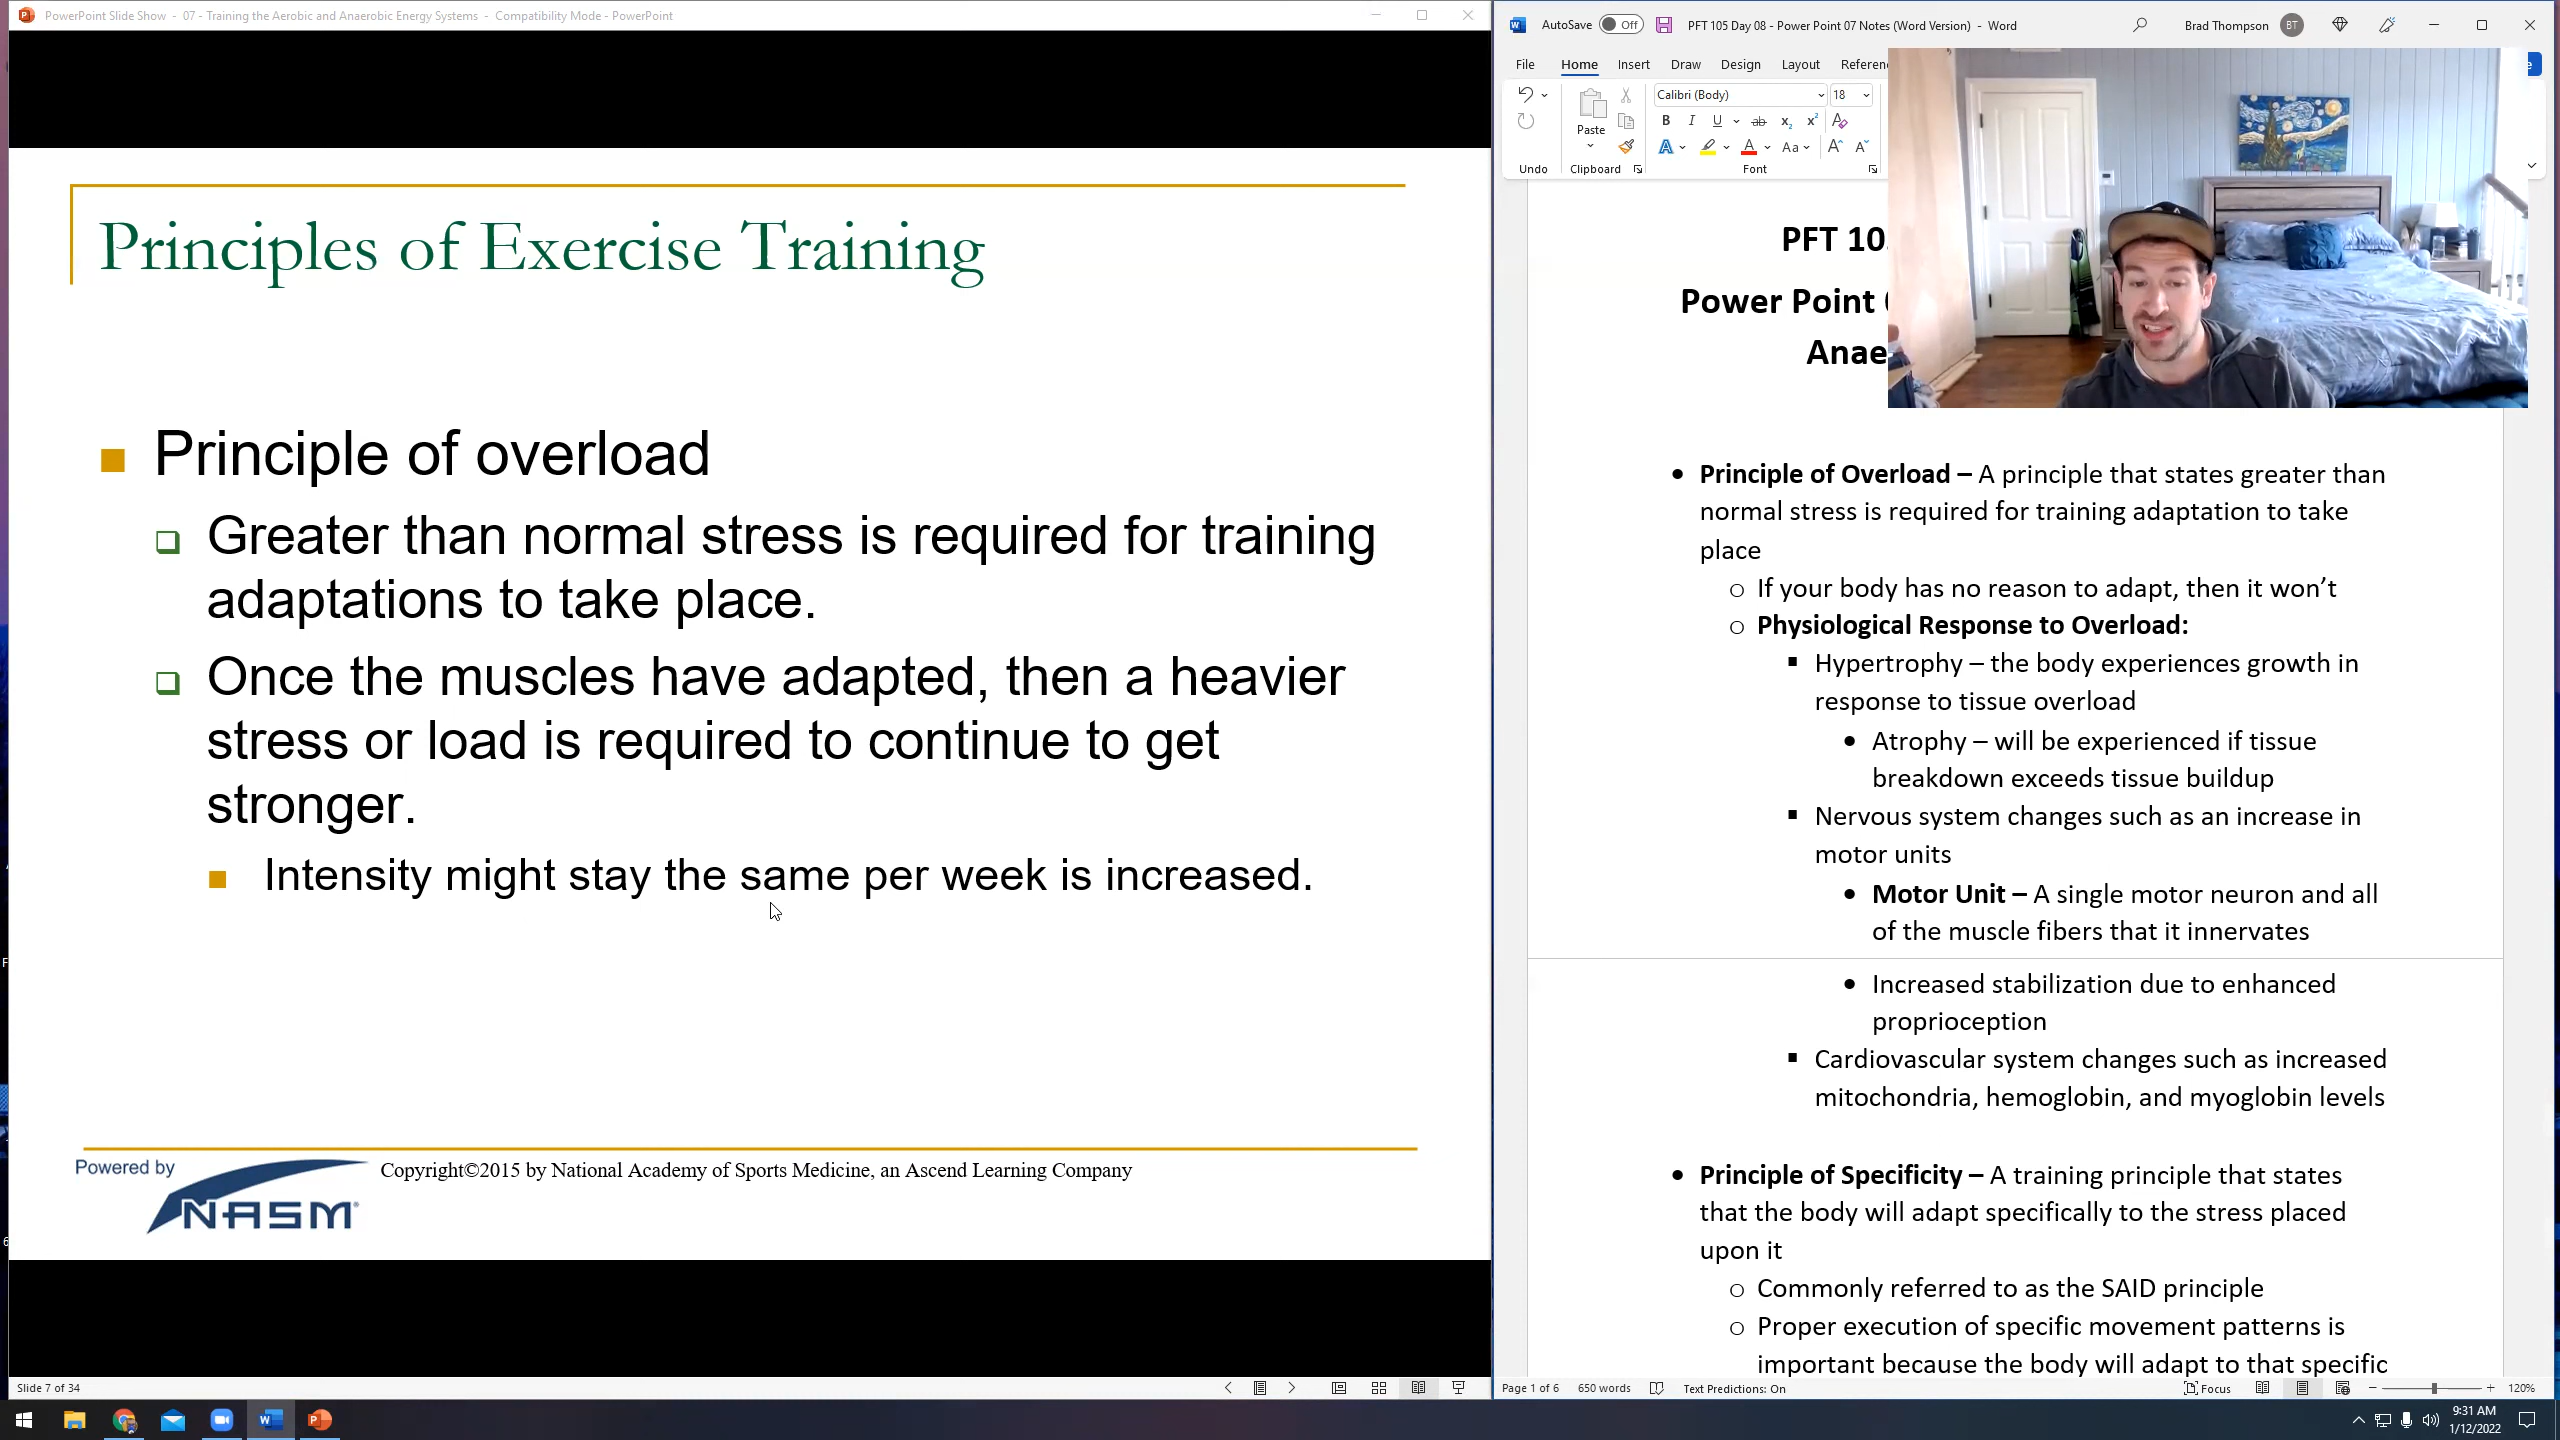 PowerPoint Slide Show - 07 - Training the Aerobic and Anaerobic Energy Systems - Compatibility Mode - PowerPoint
Principles of Exercise Training
Principle of overload
Greater than normal stress is required for training
adaptations to take place.
Once the muscles have adapted, then a heavier
stress or load is required to continue to get
stronger.
Intensity might stay the same per week is increased.
Powered by
NASM
Copyright©2015 by National Academy of Sports Medicine, an Ascend Learning Company
Slide 7 of 34
AutoSave Off PFT 105 Day 08 - Power Point 07 Notes (Word Version) - Word Brad Thompson BT
File Home Insert Draw Design Layout
Calibri (Body) 18
Paste
B I U ab x₂ x² A
A A Aa A A
Undo Clipboard Font
PFT
Power Point
Principle of Overload – A principle that states greater than
normal stress is required for training adaptation to take
place
If your body has no reason to adapt, then it won’t
Physiological Response to Overload:
Hypertrophy – the body experiences growth in
response to tissue overload
Atrophy – will be experienced if tissue
breakdown exceeds tissue buildup
Nervous system changes such as an increase in
motor units
Motor Unit – A single motor neuron and all
of the muscle fibers that it innervates
Increased stabilization due to enhanced
proprioception
Cardiovascular system changes such as increased
mitochondria, hemoglobin, and myoglobin levels
Principle of Specificity – A training principle that states
that the body will adapt specifically to the stress placed
upon it
Commonly referred to as the SAID principle
Proper execution of specific movement patterns is
important because the body will adapt to that specific
Page 1 of 6 650 words Text Predictions: On Focus 120%
9:31 AM
1/12/2022